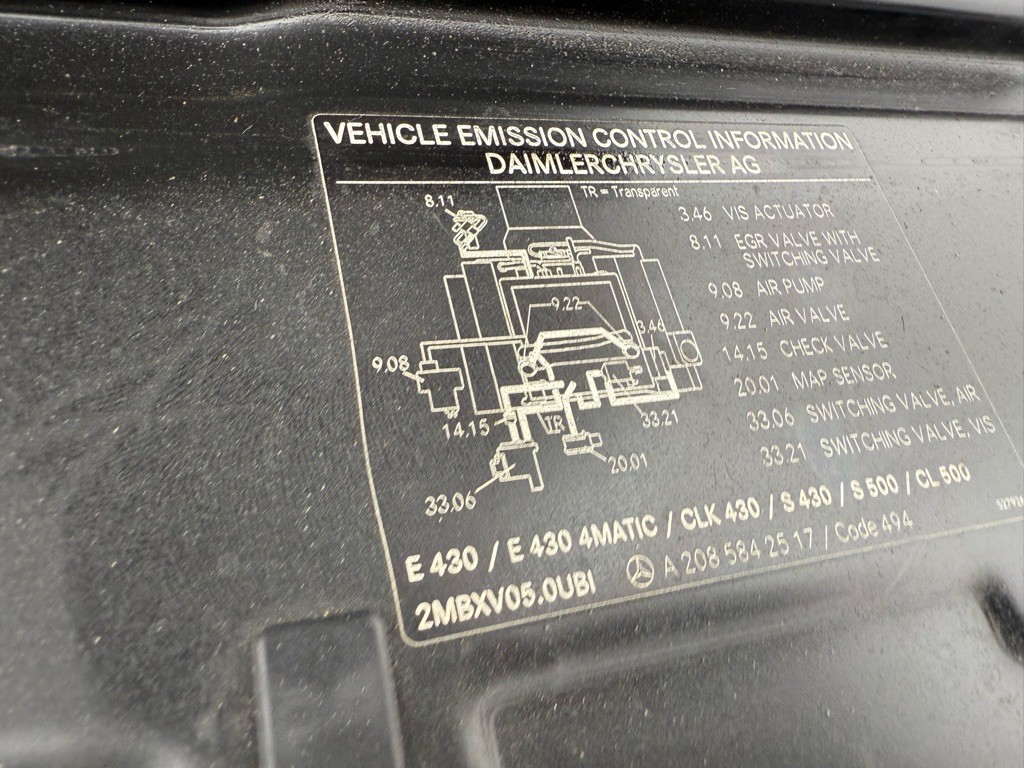 VEHICLE EMISSION CONTROL INFORMATION
DAIMLERCHRYSLER AG
TR = Transparent
8.11
9.22
3.46
9.08
14.15
TR
33.21
20.01
33.06
3.46 VIS ACTUATOR
8.11 EGR VALVE WITH
SWITCHING VALVE
9.08 AIR PUMP
9.22 AIR VALVE
14.15 CHECK VALVE
20.01 MAP SENSOR
33.06 SWITCHING VALVE, AIR
33.21 SWITCHING VALVE, VIS
E 430 / E 430 4MATIC / CLK 430 / S 430 / S 500 / CL 500
2MBXV05.0UBI A 208 584 25 17 / Code 494